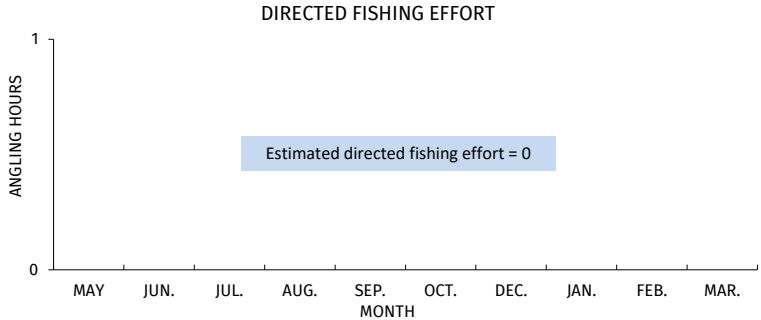 DIRECTED FISHING EFFORT
1
ANGLING HOURS
Estimated directed fishing effort = 0
0
MAY JUN. JUL. AUG. SEP. OCT. DEC. JAN. FEB. MAR.
MONTH